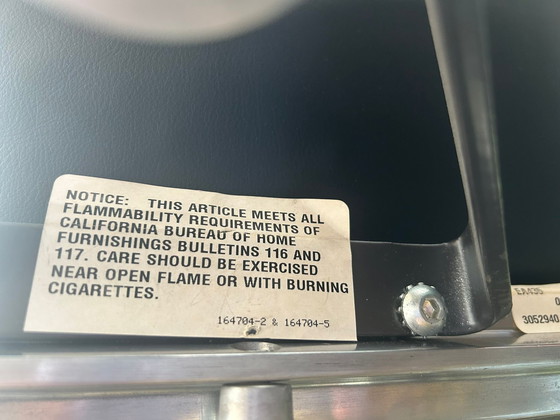 NOTICE: THIS ARTICLE MEETS ALL
FLAMMABILITY REQUIREMENTS OF
CALIFORNIA BUREAU OF HOME
FURNISHINGS BULLETINS 116 AND
117. CARE SHOULD BE EXERCISED
NEAR OPEN FLAME OR WITH BURNING
CIGARETTES.
164704-2 & 164704-5
0
3052940